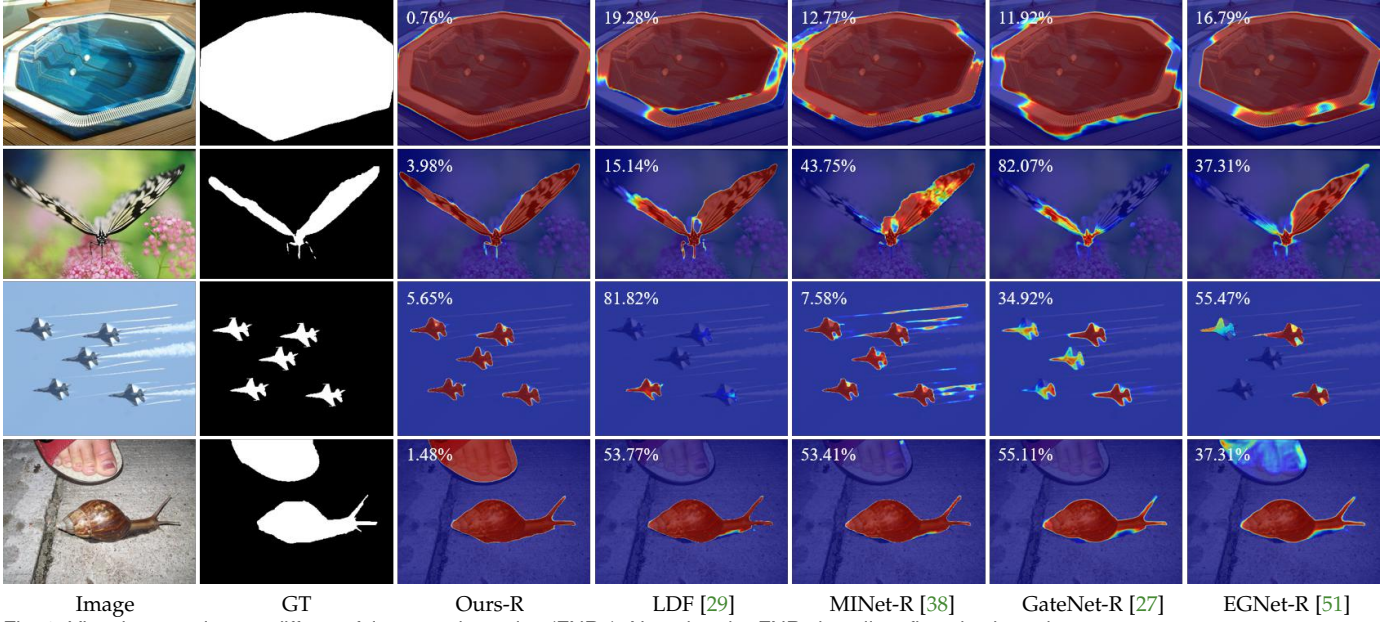 0.76% 19.28% 12.77% 11.92% 16.79%
3.98% 15.14% 43.75% 82.07% 37.31%
5.65% 81.82% 7.58% 34.92% 55.47%
1.48% 53.77% 53.41% 55.11% 37.31%
Image GT Ours-R LDF [29] MINet-R [38] GateNet-R [27] EGNet-R [51]